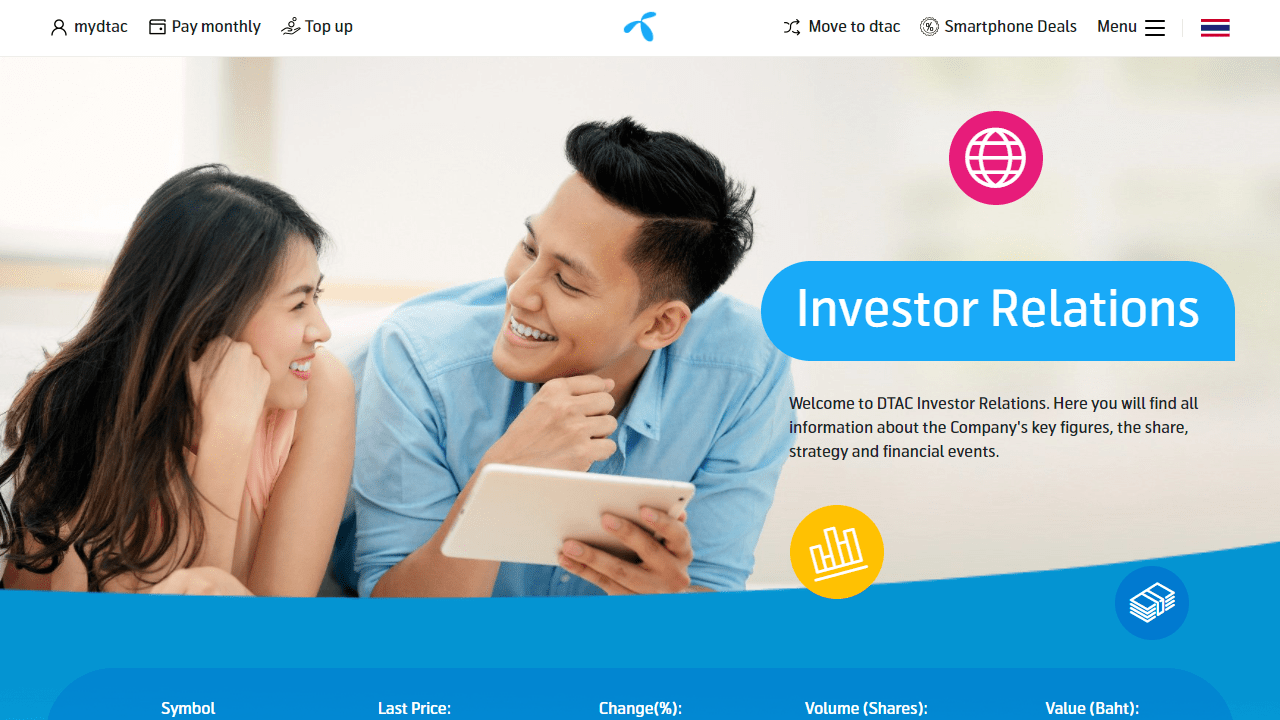 mydtac Pay monthly Top up Move to dtac Smartphone Deals Menu
Investor Relations
Welcome to DTAC Investor Relations. Here you will find all
information about the Company's key figures, the share,
strategy and financial events.
Symbol Last Price: Change(%): Volume (Shares): Value (Baht):